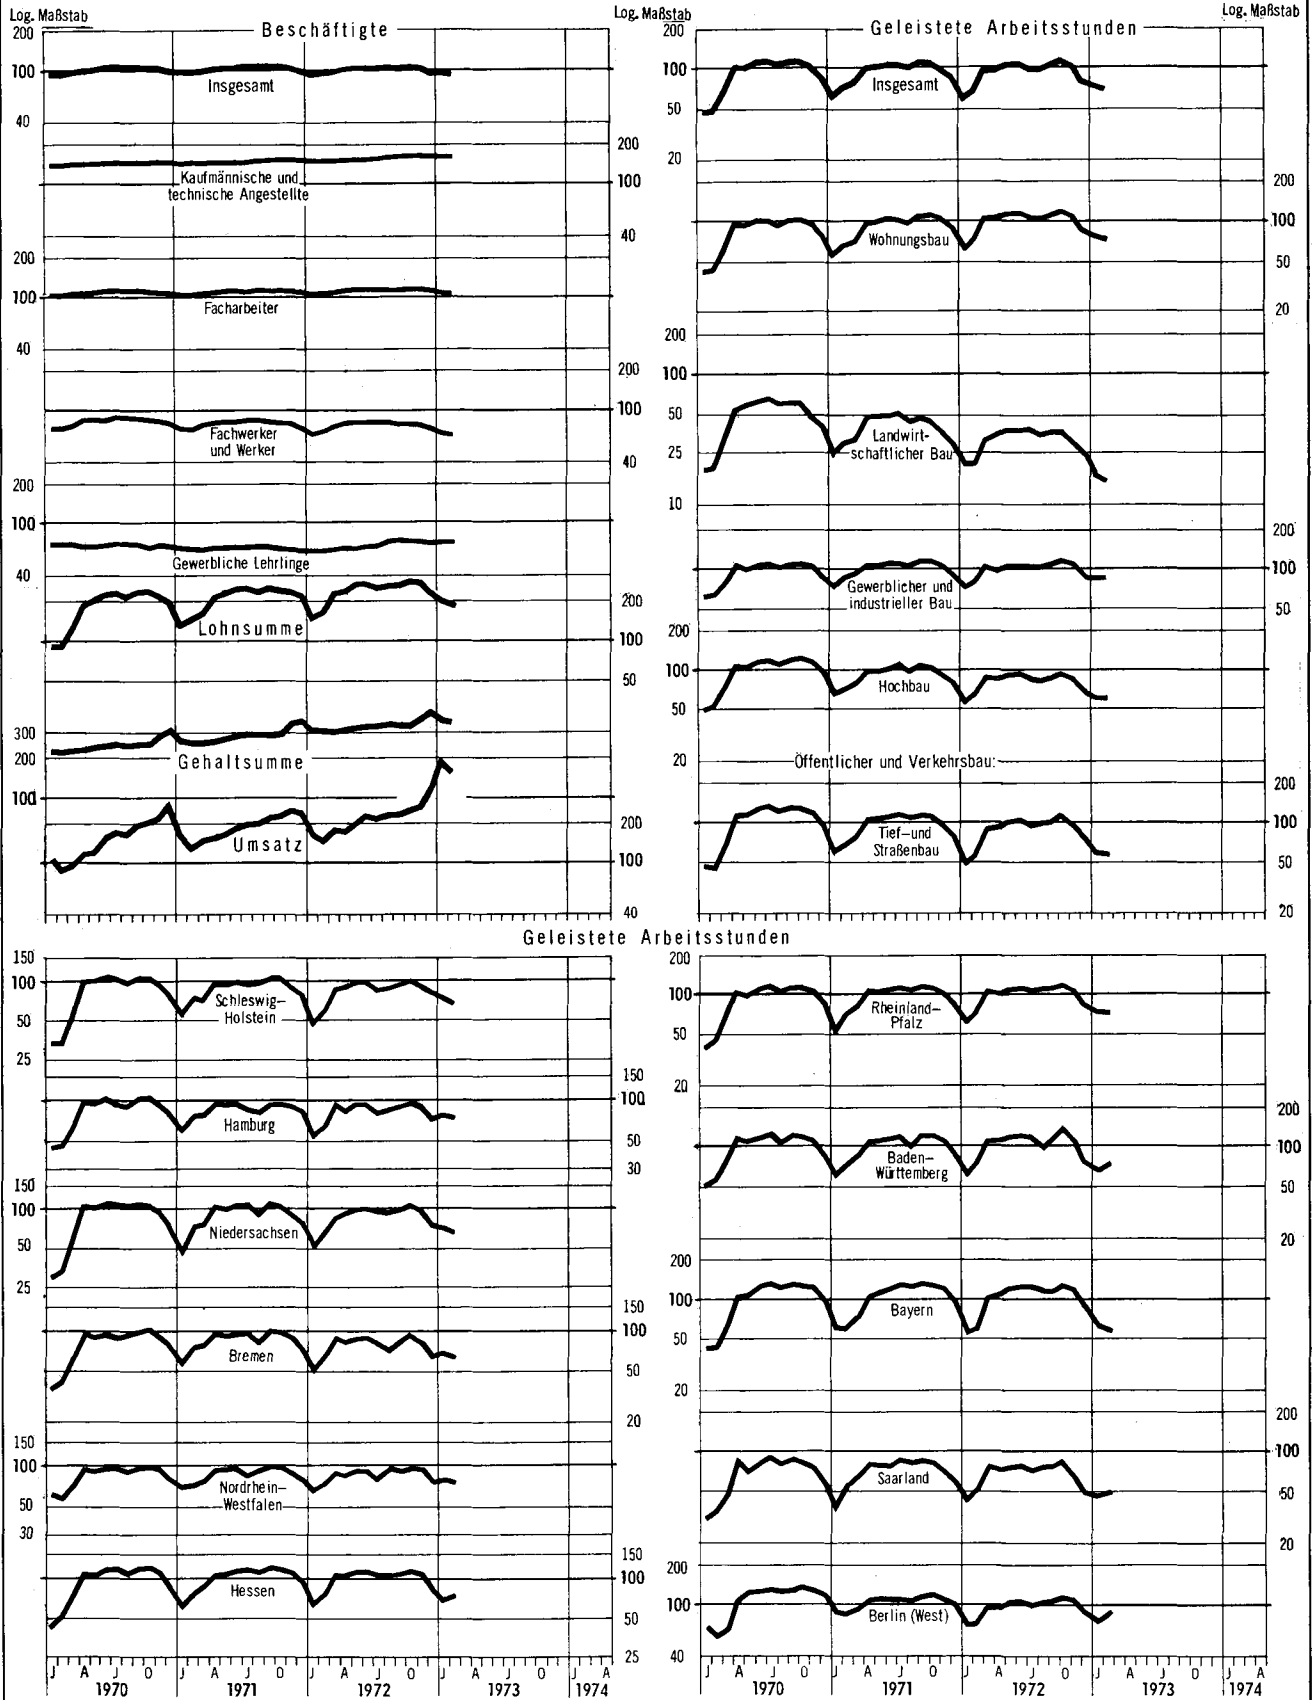 Log. Maßstab
Beschäftigte
200
100
Insgesamt
40
200
Kaufmännische und
technische Angestellte
100
40
200
100
Facharbeiter
40
200
100
Fachwerker
und Werker
40
200
100
Gewerbliche Lehrlinge
40
200
Lohnsumme
100
50
300
200
Gehaltsumme
100
200
Umsatz
100
40
Log. Maßstab
Geleistete Arbeitsstunden
Log. Maßstab
200
100
Insgesamt
50
20
200
100
Wohnungsbau
50
20
200
100
50
Landwirt-
schaftlicher Bau
25
10
200
100
Gewerblicher und
industrieller Bau
50
200
100
Hochbau
50
20
Öffentlicher und Verkehrsbau:
200
100
Tief-und
Straßenbau
50
20
Geleistete Arbeitsstunden
150
100
Schleswig-
Holstein
50
25
150
100
Hamburg
50
30
150
100
Niedersachsen
50
25
150
100
Bremen
50
20
150
100
Nordrhein-
Westfalen
50
30
150
100
Hessen
50
25
J A J O J A J O J A J O J A J O J A
1970 1971 1972 1973 1974
200
100
Rheinland-
Pfalz
50
20
200
100
Baden-
Württemberg
50
20
200
100
Bayern
50
20
200
100
Saarland
50
20
200
100
Berlin (West)
40
J A J O J A J O J A J O J A J O J A
1970 1971 1972 1973 1974